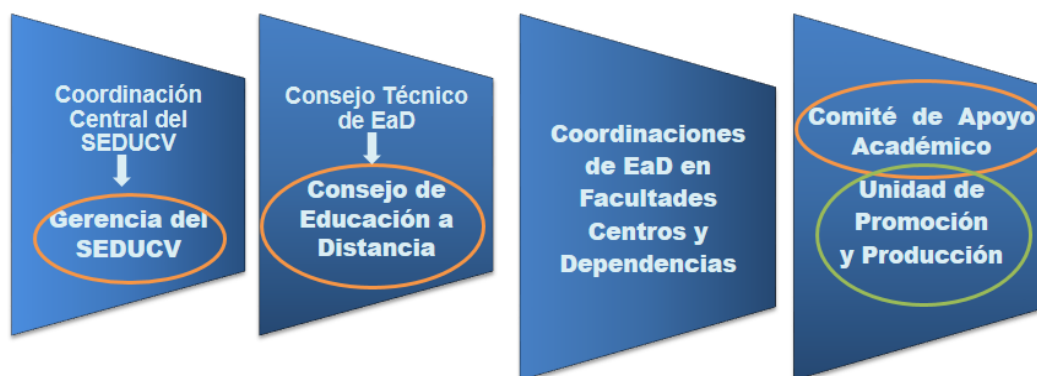 Coordinación
Central del
SEDUCV
Gerencia del
SEDUCV
Consejo Técnico
de EaD
Consejo de
Educación a
Distancia
Coordinaciones
de EaD en
Facultades
Centros y
Dependencias
Comité de Apoyo
Académico
Unidad de
Promoción
y Producción